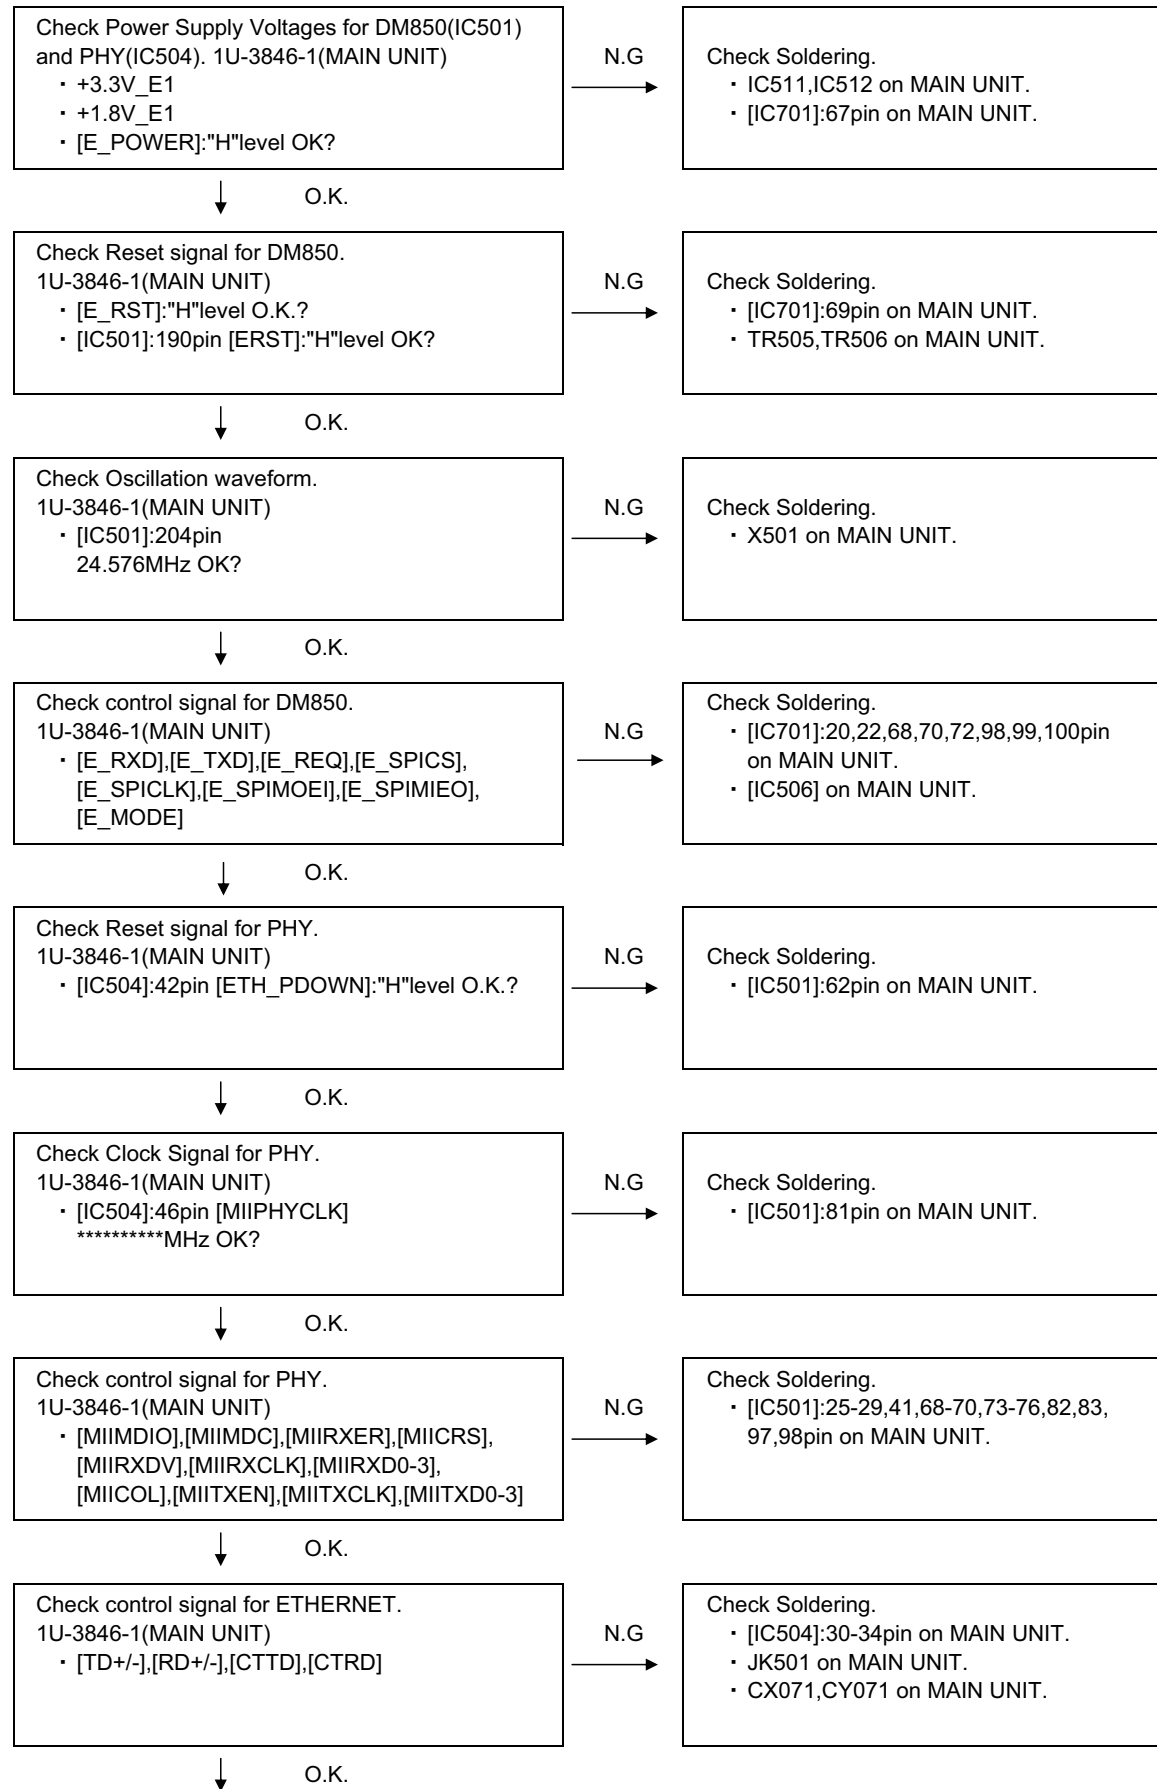 Check Power Supply Voltages for DM850(IC501)
and PHY(IC504). 1U-3846-1(MAIN UNIT)
・+3.3V_E1
・+1.8V_E1
・[E_POWER]:"H"level OK?
N.G
Check Soldering.
・IC511,IC512 on MAIN UNIT.
・[IC701]:67pin on MAIN UNIT.
O.K.
Check Reset signal for DM850.
1U-3846-1(MAIN UNIT)
・[E_RST]:"H"level O.K.?
・[IC501]:190pin [ERST]:"H"level OK?
N.G
Check Soldering.
・[IC701]:69pin on MAIN UNIT.
・TR505,TR506 on MAIN UNIT.
O.K.
Check Oscillation waveform.
1U-3846-1(MAIN UNIT)
・[IC501]:204pin
24.576MHz OK?
N.G
Check Soldering.
・X501 on MAIN UNIT.
O.K.
Check control signal for DM850.
1U-3846-1(MAIN UNIT)
・[E_RXD],[E_TXD],[E_REQ],[E_SPICS],
[E_SPICLK],[E_SPIMOEI],[E_SPIMIEO],
[E_MODE]
N.G
Check Soldering.
・[IC701]:20,22,68,70,72,98,99,100pin
on MAIN UNIT.
・[IC506] on MAIN UNIT.
O.K.
Check Reset signal for PHY.
1U-3846-1(MAIN UNIT)
・[IC504]:42pin [ETH_PDOWN]:"H"level O.K.?
N.G
Check Soldering.
・[IC501]:62pin on MAIN UNIT.
O.K.
Check Clock Signal for PHY.
1U-3846-1(MAIN UNIT)
・[IC504]:46pin [MIIPHYCLK]
**********MHz OK?
N.G
Check Soldering.
・[IC501]:81pin on MAIN UNIT.
O.K.
Check control signal for PHY.
1U-3846-1(MAIN UNIT)
・[MIIMDIO],[MIIMDC],[MIIRXER],[MIICRS],
[MIIRXDV],[MIIRXCLK],[MIIRXD0-3],
[MIICOL],[MIITXEN],[MIITXCLK],[MIITXD0-3]
N.G
Check Soldering.
・[IC501]:25-29,41,68-70,73-76,82,83,
97,98pin on MAIN UNIT.
O.K.
Check control signal for ETHERNET.
1U-3846-1(MAIN UNIT)
・[TD+/-],[RD+/-],[CTTD],[CTRD]
N.G
Check Soldering.
・[IC504]:30-34pin on MAIN UNIT.
・JK501 on MAIN UNIT.
・CX071,CY071 on MAIN UNIT.
O.K.